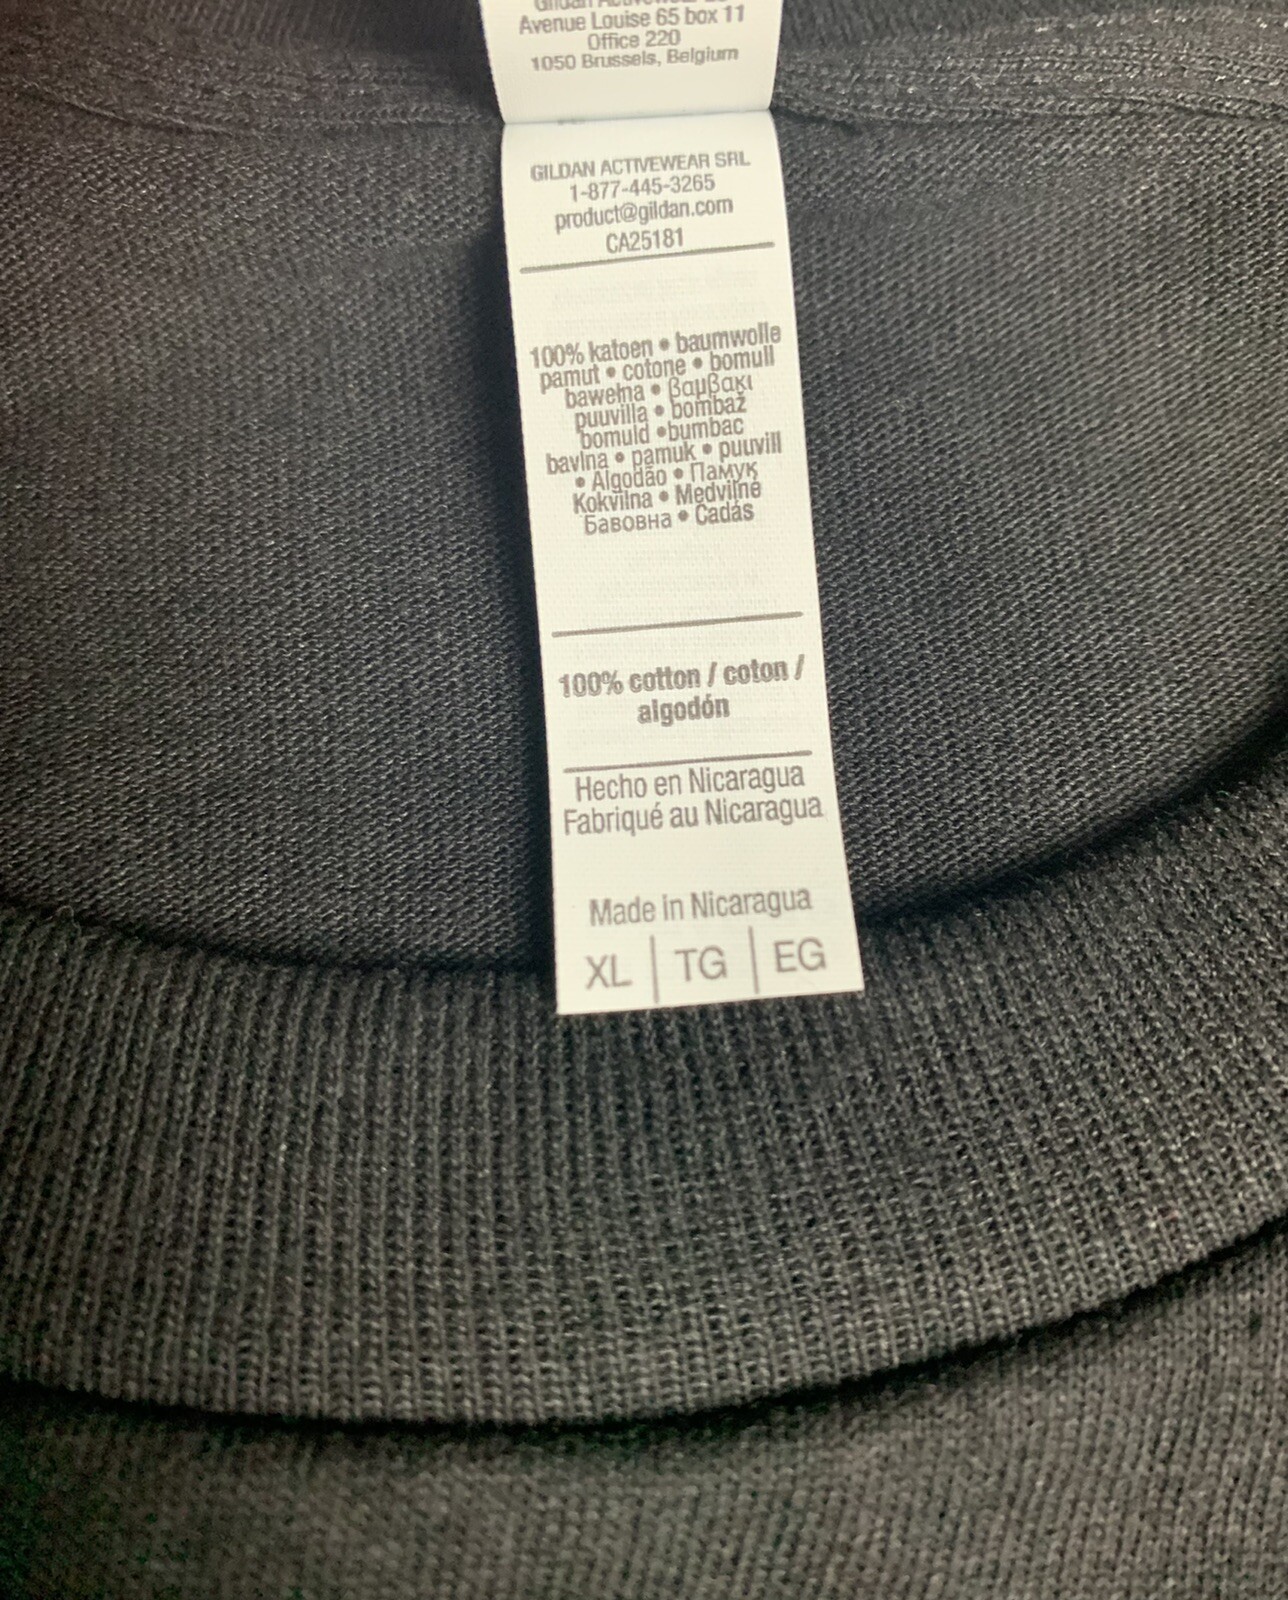 Gildan Activewear
Avenue Louise 65 box 11
Office 220
1050 Brussels, Belgium
GILDAN ACTIVEWEAR SRL
1-877-445-3265
product@gildan.com
CA25181
100% katoen • baumwolle
pamut • cotone • bomull
bawełna • βαμβακι
puuvilla • bombaž
bomuld •bumbac
bavlna • pamuk • puuvill
• Algodão • Памук
Kokvilna • Medvilnė
Бавовна • Cadás
100% cotton / coton /
algodón
Hecho en Nicaragua
Fabriqué au Nicaragua
Made in Nicaragua
XL | TG | EG